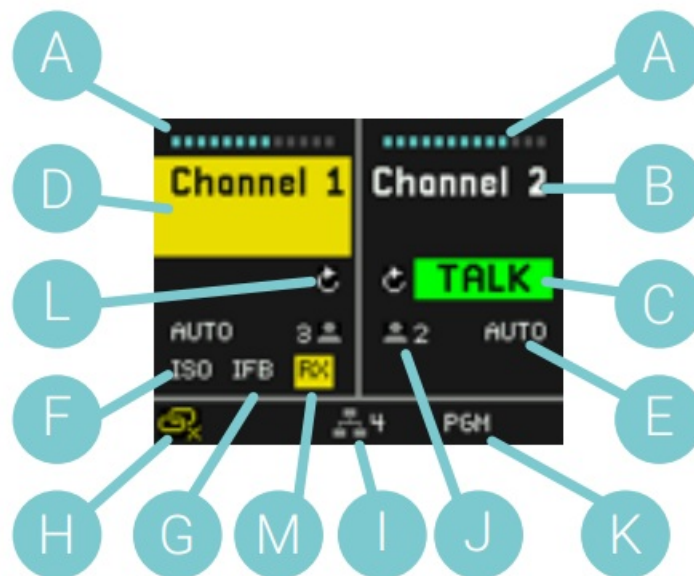 A A
Channel 1 Channel 2
D B
TALK
L C
AUTO 3 2 AUTO
ISO IFB RX
F E
4 PGM
H G M I J K